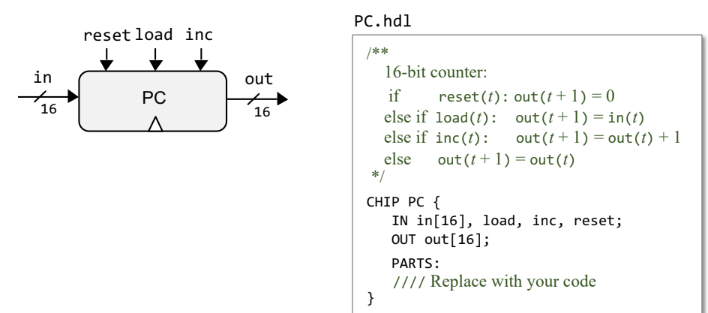 reset load inc
in
out
16
PC
16
PC.hdl
/**
16-bit counter:
if reset(t): out(t + 1) = 0
else if load(t): out(t + 1) = in(t)
else if inc(t): out(t + 1) = out(t) + 1
else out(t + 1) = out(t)
*/
CHIP PC {
IN in[16], load, inc, reset;
OUT out[16];
PARTS:
//// Replace with your code
}